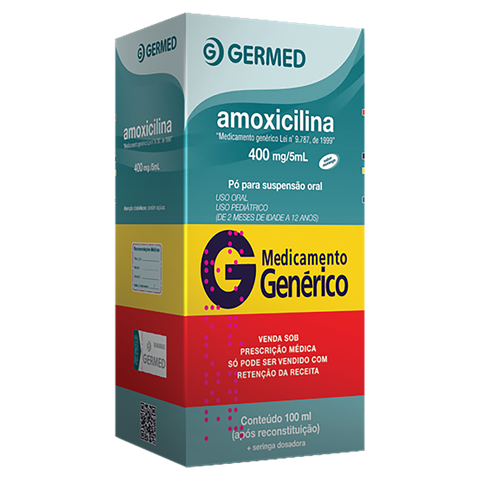 GERMED
amoxicilina
"Medicamento genérico Lei nº 9.787, de 1999"
400 mg/5mL
Pó para suspensão oral
USO ORAL
USO PEDIÁTRICO
(DE 2 MESES DE IDADE A 12 ANOS)
G Medicamento
Genérico
VENDA SOB
PRESCRIÇÃO MÉDICA
SÓ PODE SER VENDIDO COM
RETENÇÃO DA RECEITA
Conteúdo 100 ml
(após reconstituição)
+ seringa dosadora
amoxicilina
400 mg/5mL
GERMED